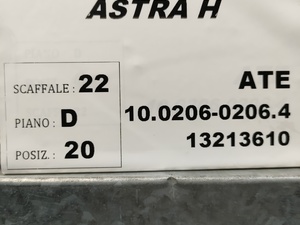 ASTRA H
SCAFFALE : 22
PIANO : D
POSIZ. : 20
ATE
10.0206-0206.4
13213610